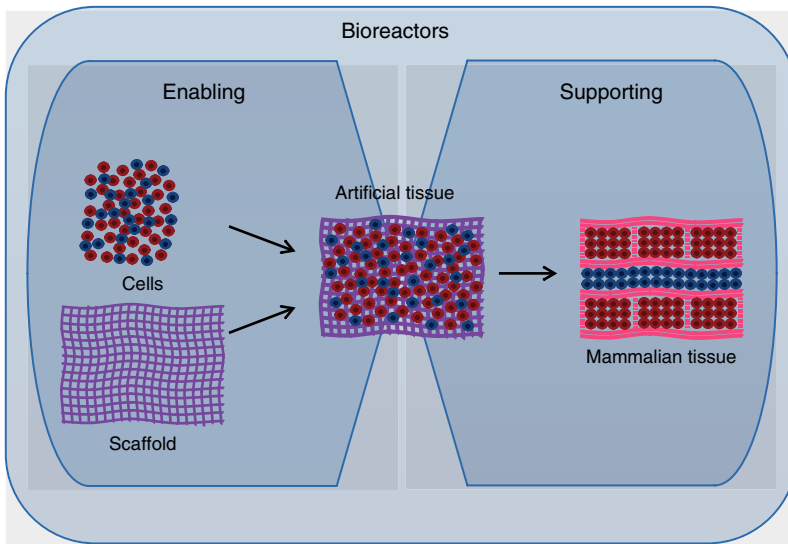 Bioreactors
Enabling
Supporting
Artificial tissue
Cells
Mammalian tissue
Scaffold